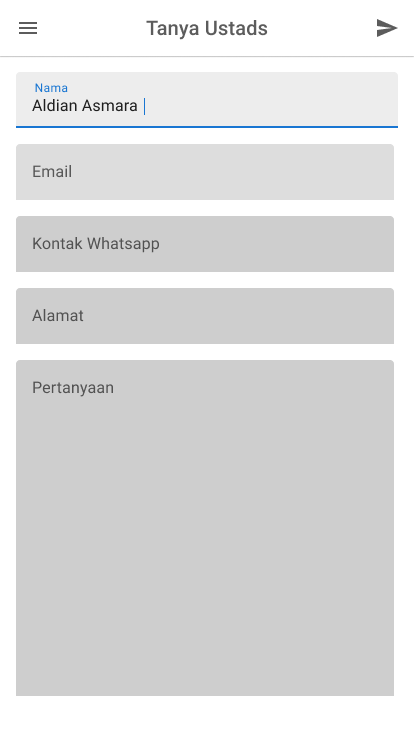 Tanya Ustads
Nama
Aldian Asmara
Email
Kontak Whatsapp
Alamat
Pertanyaan